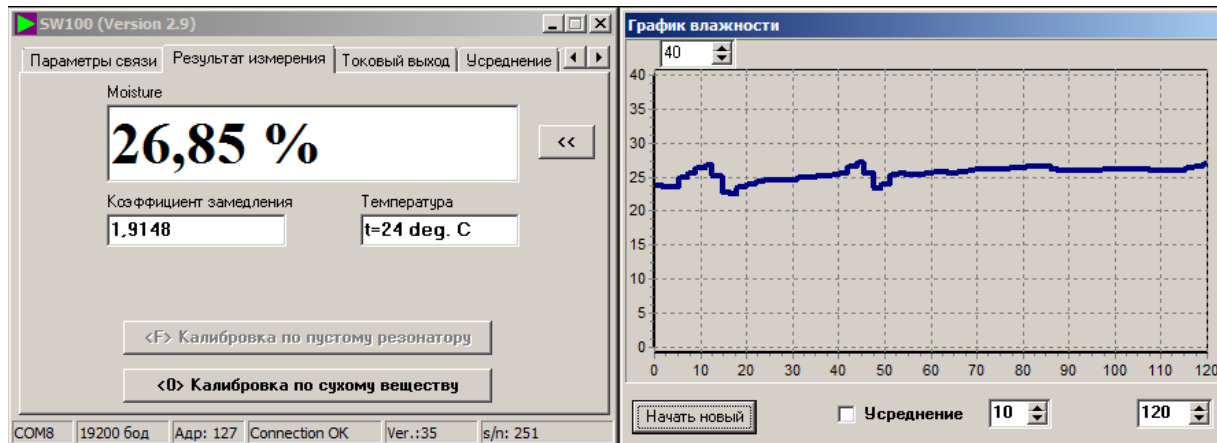 SW100 (Version 2.9)
Параметры связи Результат измерения Токовый выход Усреднение
Moisture
26,85 %
<<
Коэффициент замедления Температура
1,9148 t=24 deg. C
<F> Калибровка по пустому резонатору
<0> Калибровка по сухому веществу
COM8 19200 бод Адр: 127 Connection OK Ver.:35 s/n: 251
График влажности
40
40
35
30
25
20
15
10
5
0
0 10 20 30 40 50 60 70 80 90 100 110 120
Начать новый Усреднение 10 120